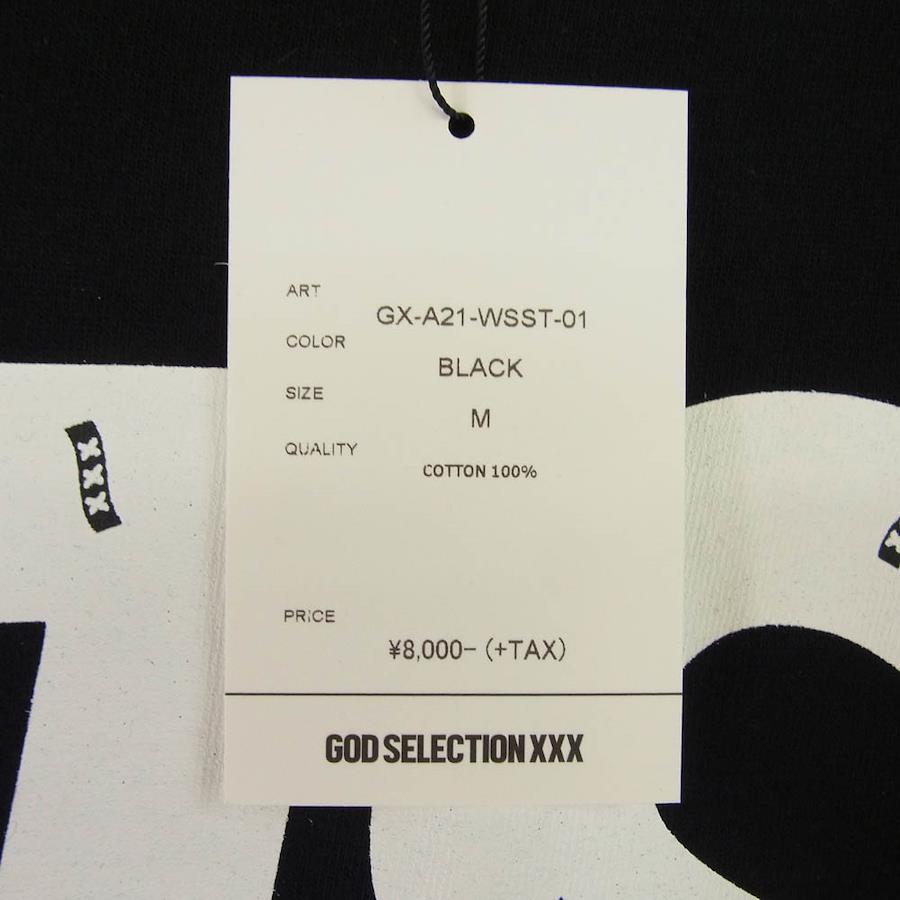 ART
GX-A21-WSST-01
COLOR
BLACK
SIZE
M
QUALITY
COTTON 100%
PRICE
¥8,000- (+TAX)
GOD SELECTION XXX
XXX